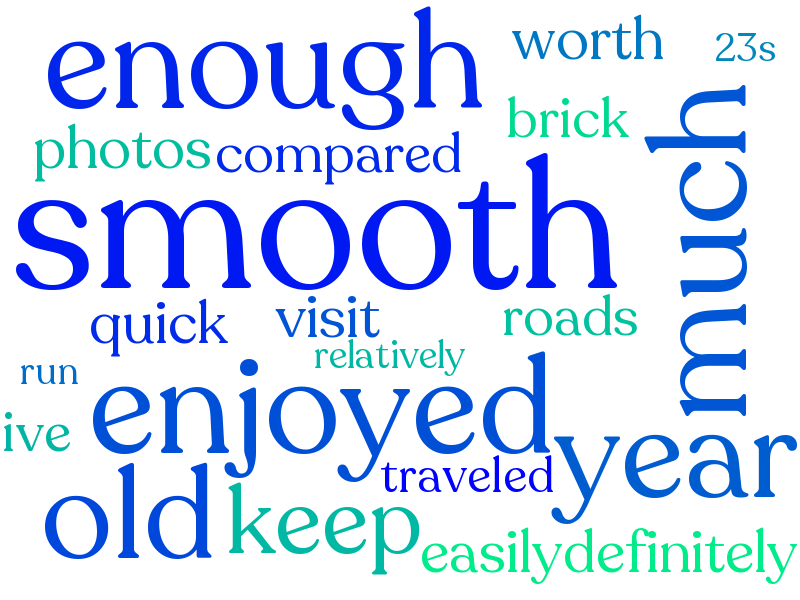 enough
worth
23s
brick
much
photos
compared
smooth
quick
visit
roads
relatively
run
enjoyed
ive
year
traveled
old
keep
easily
definitely